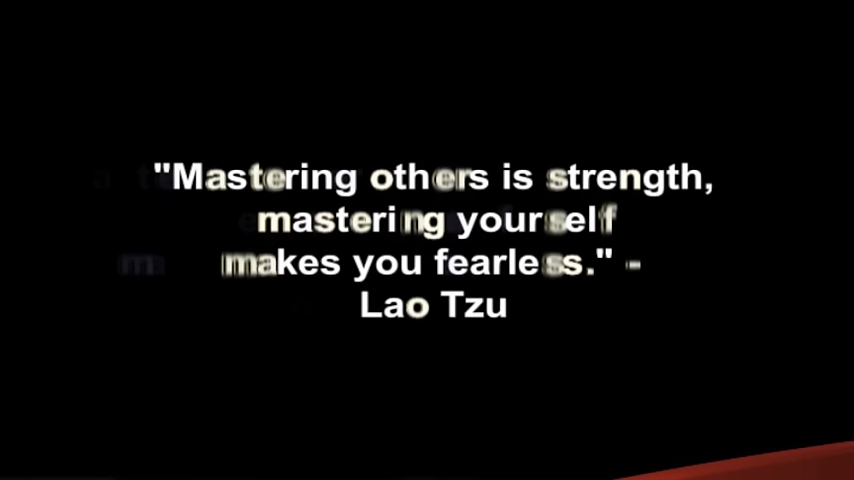 "Mastering others is strength,
mastering yourself
makes you fearless." -
Lao Tzu